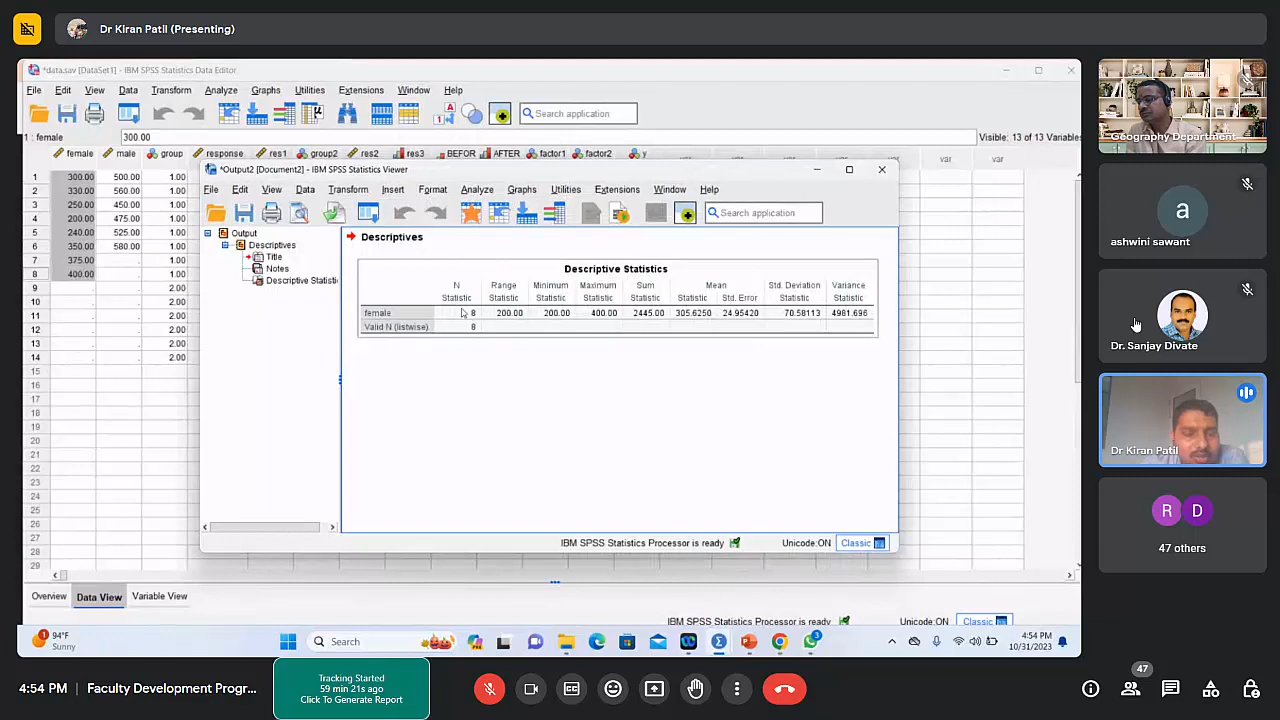 Dr Kiran Patil (Presenting)
*data.sav [DataSet1] - IBM SPSS Statistics Data Editor
File Edit View Data Transform Analyze Graphs Utilities Extensions Window Help
Search application
1 : female 300.00 Visible: 13 of 13 Variables
female male group response res1 group2 res2 res3 BEFOR AFTER factor1 factor2 y var var var
1 300.00 500.00 1.00
2 330.00 560.00 1.00
3 250.00 450.00 1.00
4 200.00 475.00 1.00
5 240.00 525.00 1.00
6 350.00 580.00 1.00
7 375.00 . 1.00
8 400.00 . 1.00
9 . . 2.00
10 . . 2.00
11 . . 2.00
12 . . 2.00
13 . . 2.00
14 . . 2.00
15
16
17
18
19
20
21
22
23
24
25
26
27
28
29
*Output2 [Document2] - IBM SPSS Statistics Viewer
File Edit View Data Transform Insert Format Analyze Graphs Utilities Extensions Window Help
Search application
Output
Descriptives
Title
Notes
Descriptive Statisti
Descriptives
Descriptive Statistics
N Range Minimum Maximum Sum Mean Std. Deviation Variance
Statistic Statistic Statistic Statistic Statistic Statistic Std. Error Statistic Statistic
female 8 200.00 200.00 400.00 2445.00 305.6250 24.95420 70.58113 4981.696
Valid N (listwise) 8
IBM SPSS Statistics Processor is ready Unicode:ON Classic
Overview Data View Variable View
IBM SPSS Statistics Processor is ready Unicode:ON Classic
1
94°F
Sunny
Search
3
4:54 PM
10/31/2023
Geography Department
a
ashwini sawant
Dr. Sanjay Divate
Dr Kiran Patil
R D
47 others
4:54 PM Faculty Development Progr...
Tracking Started
59 min 21s ago
Click To Generate Report
47